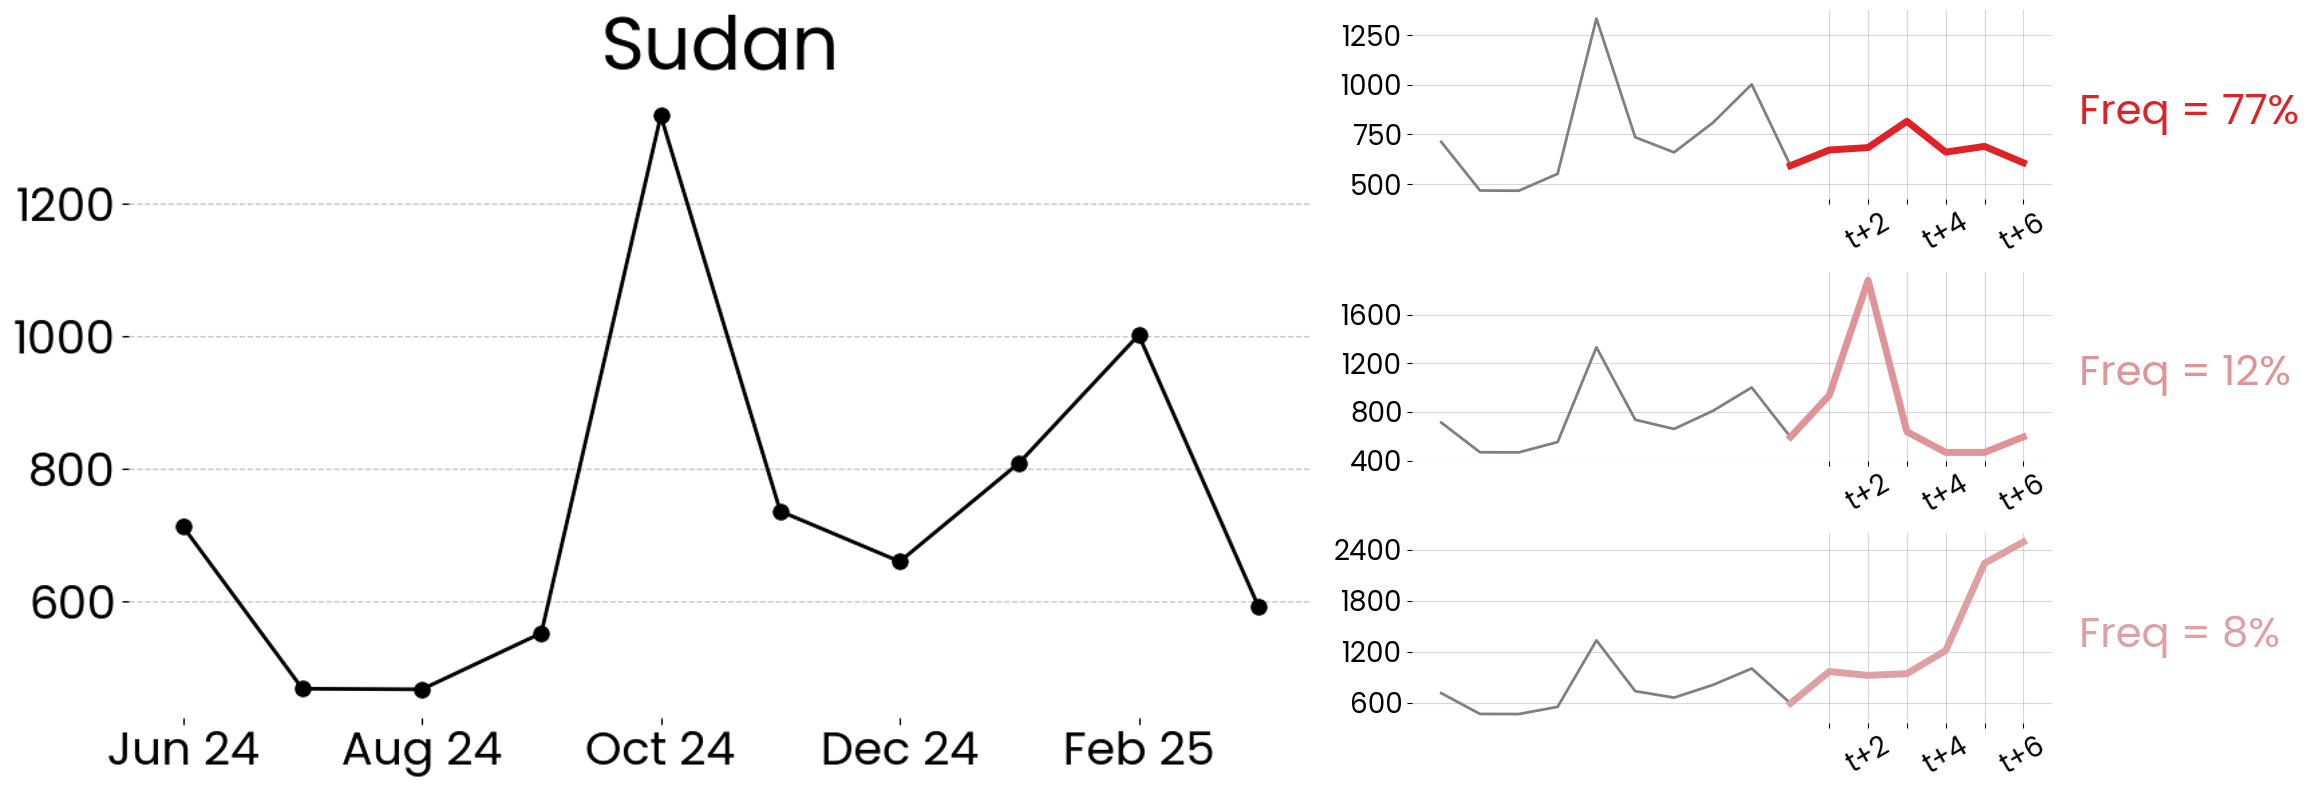 Sudan
1200
1000
800
600
Jun 24
Aug 24
Oct 24
Dec 24
Feb 25
1250
1000
750
500
t+2
t+4
t+6
Freq = 77%
1600
1200
800
400
t+2
t+4
t+6
Freq = 12%
2400
1800
1200
600
t+2
t+4
t+6
Freq = 8%